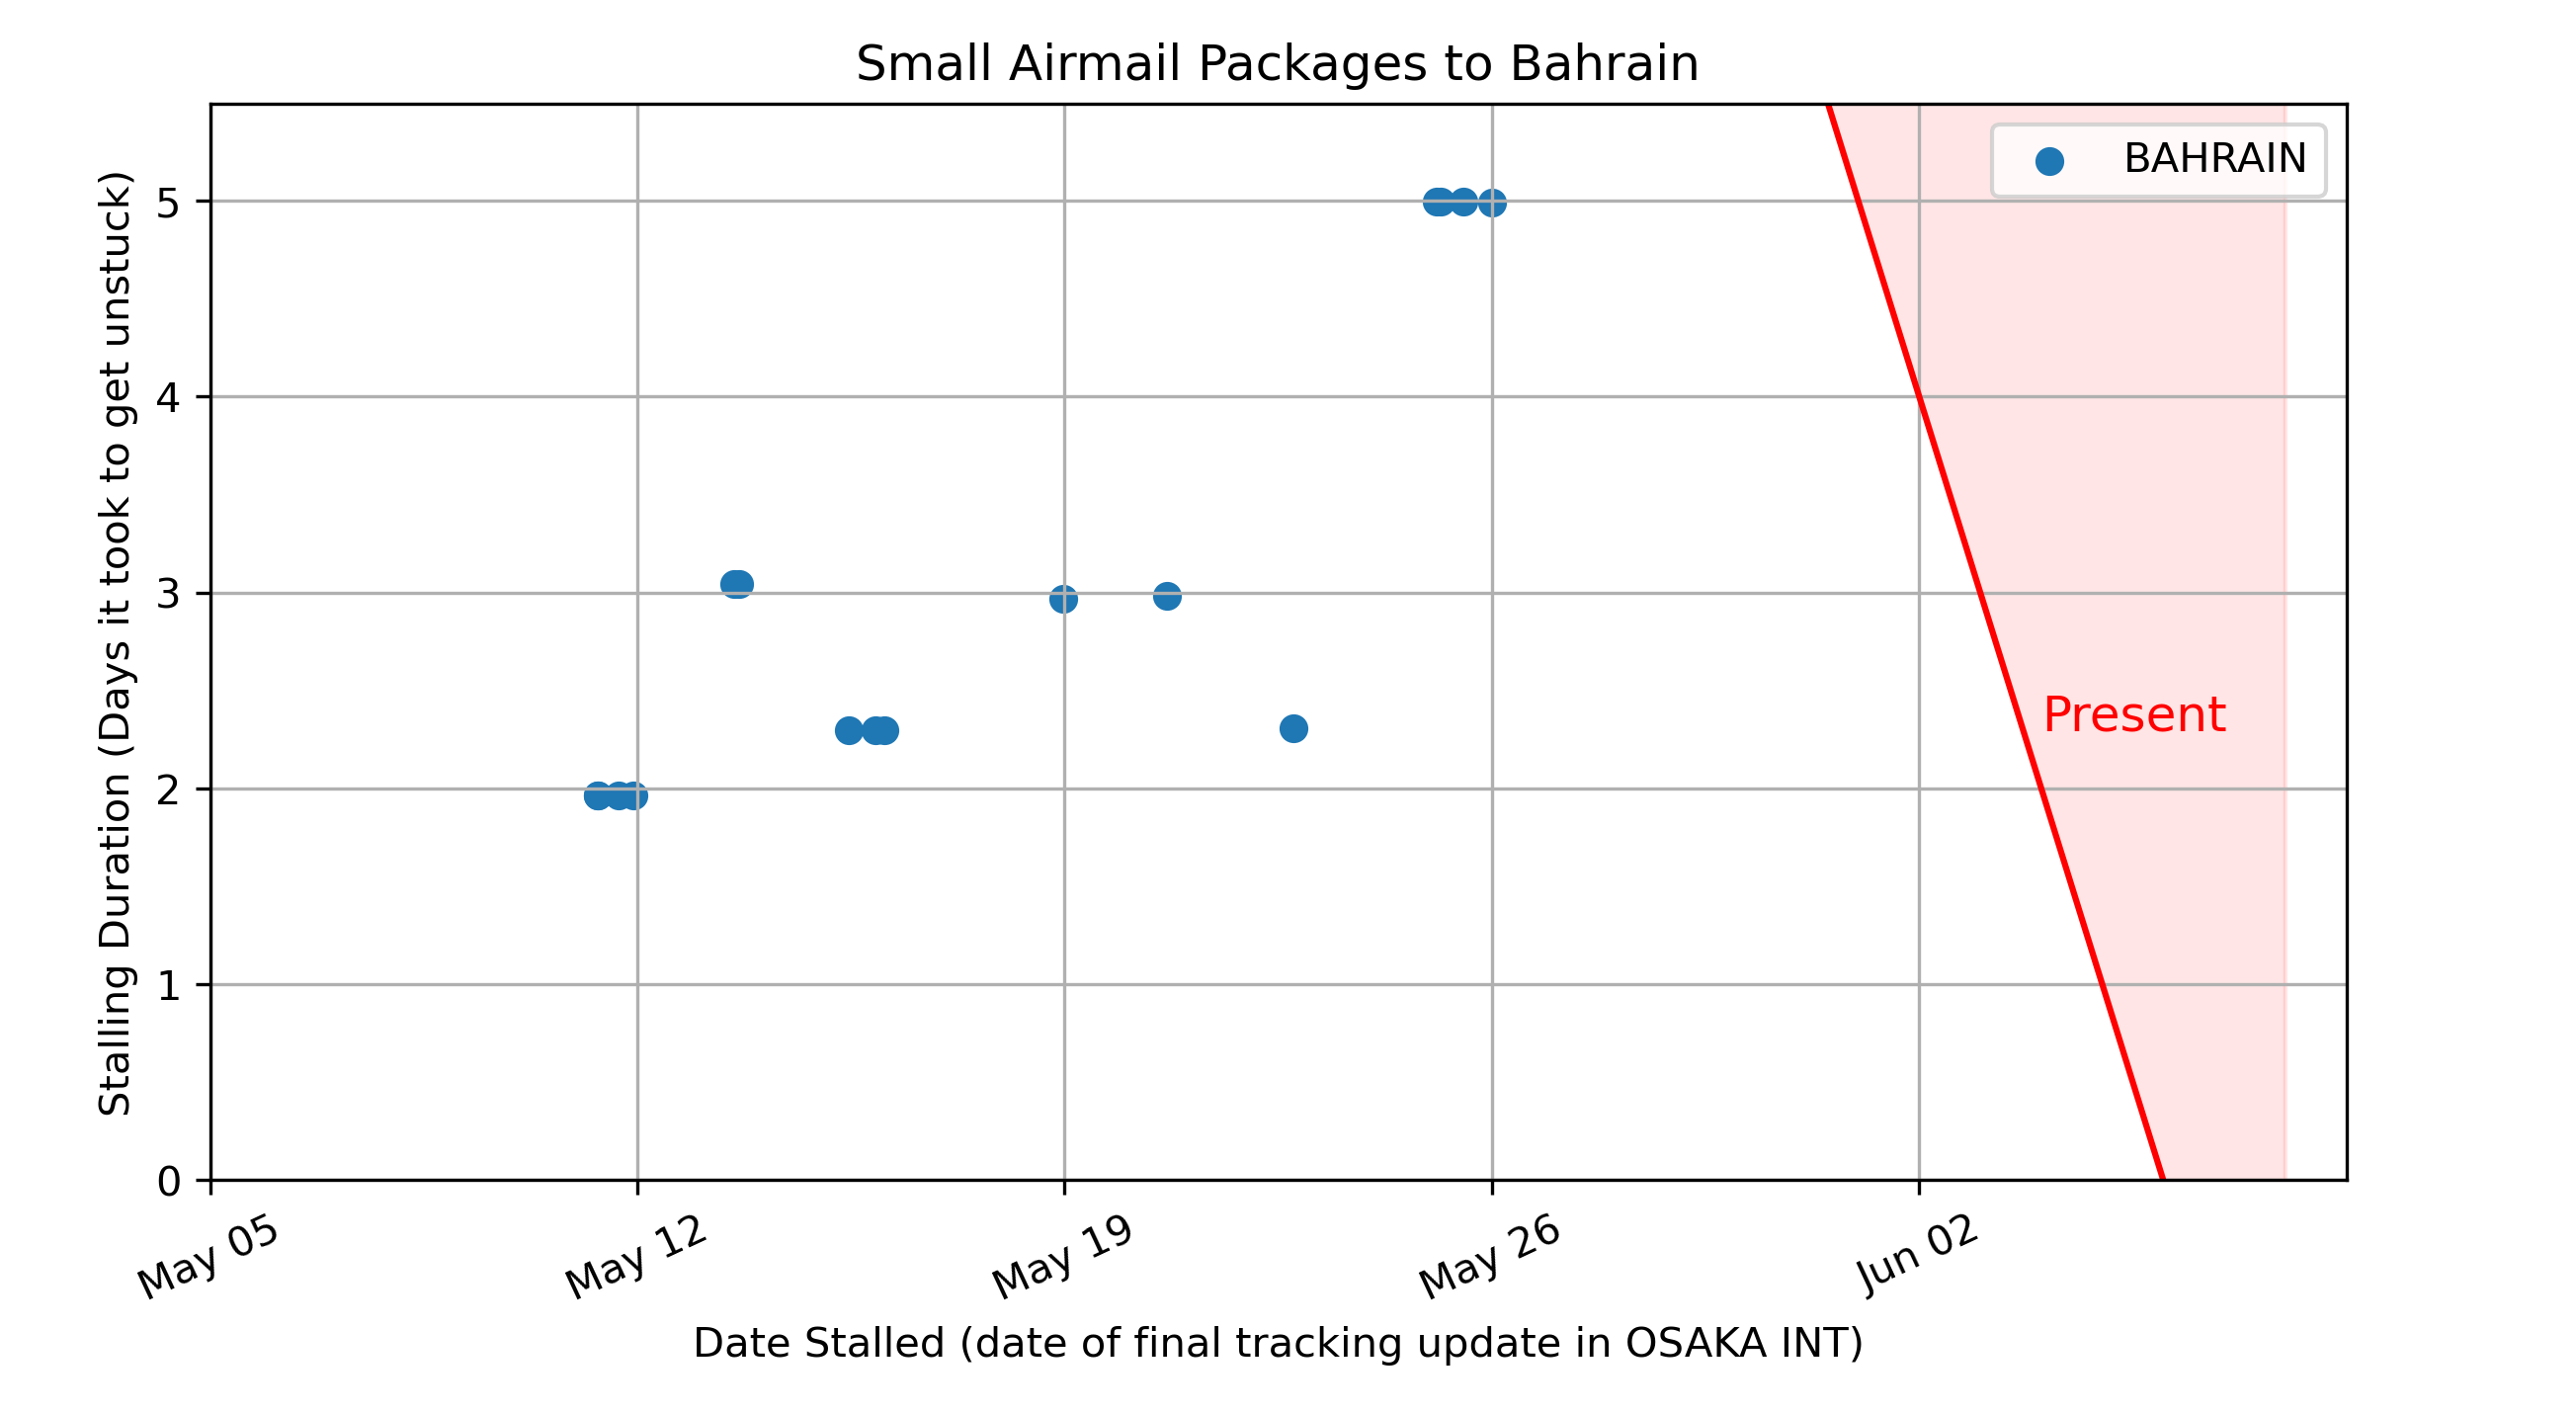 Small Airmail Packages to Bahrain
BAHRAIN
Stalling Duration (Days it took to get unstuck)
5
4
3
2
1
0
Present
May 05
May 12
May 19
May 26
Jun 02
Date Stalled (date of final tracking update in OSAKA INT)